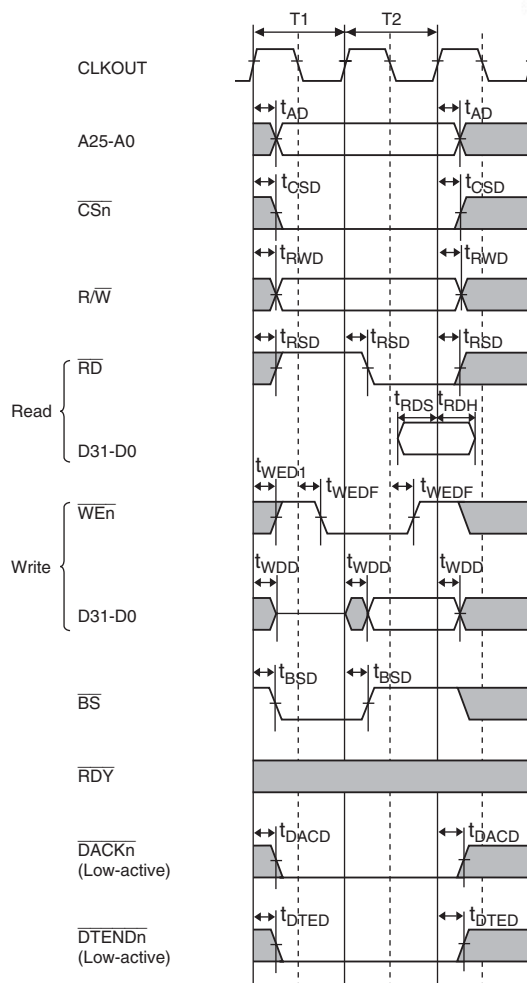 T1 T2
CLKOUT
tAD tAD
A25-A0
tCSD tCSD
CSn
tRWD tRWD
R/W
tRSD tRSD tRSD
RD
Read
tRDS tRDH
D31-D0
tWED1 tWEDF tWEDF
WEn
Write
tWDD tWDD tWDD
D31-D0
tBSD tBSD
BS
RDY
tDACD tDACD
DACKn
(Low-active)
tDTED tDTED
DTENDn
(Low-active)